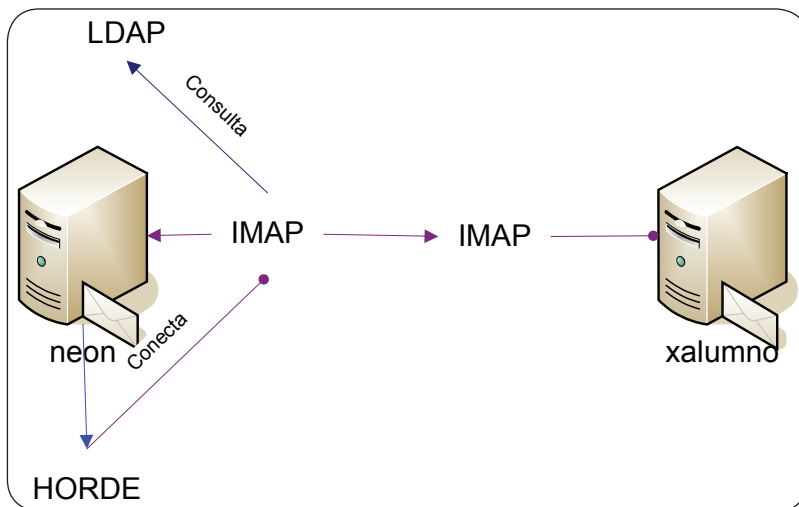 LDAP
Consulta
IMAP
IMAP
neon
Conecta
xalumno
HORDE